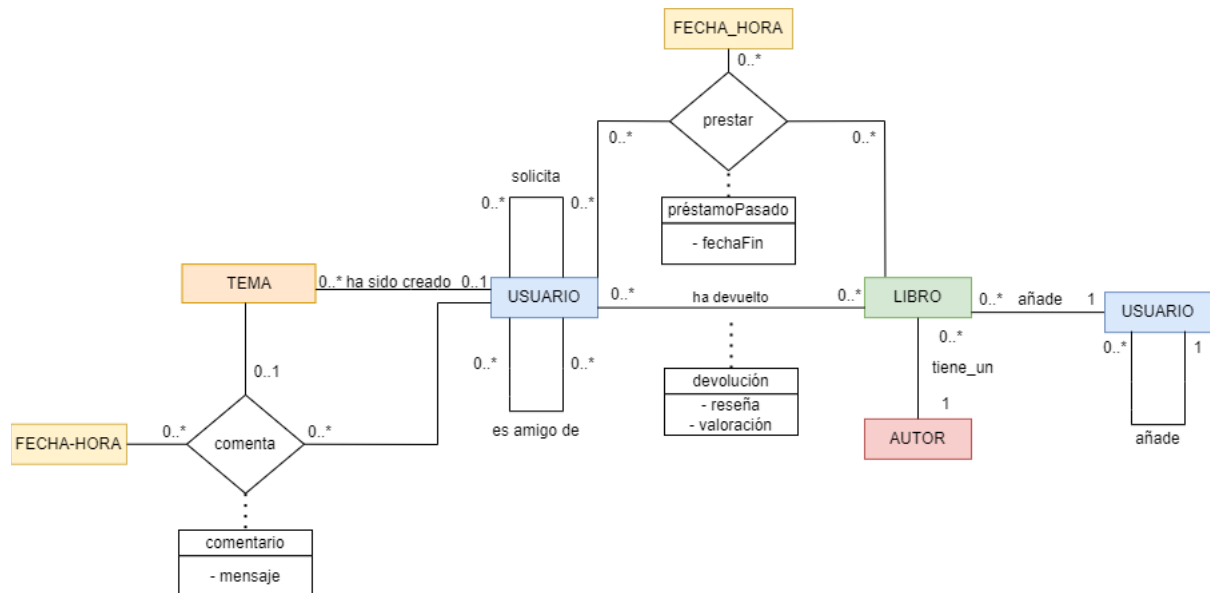 FECHA_HORA
0..*
prestar
0..*
0..*
solicita
0..*
0..*
préstamoPasado
- fechaFin
TEMA
0..* ha sido creado 0..1
USUARIO
0..*
ha devuelto
0..*
LIBRO
0..*
añade
1
USUARIO
0..*
1
añade
0..*
tiene_un
1
AUTOR
0..*
0..*
es amigo de
devolución
- reseña
- valoración
0..1
FECHA-HORA
0..*
comenta
0..*
comentario
- mensaje